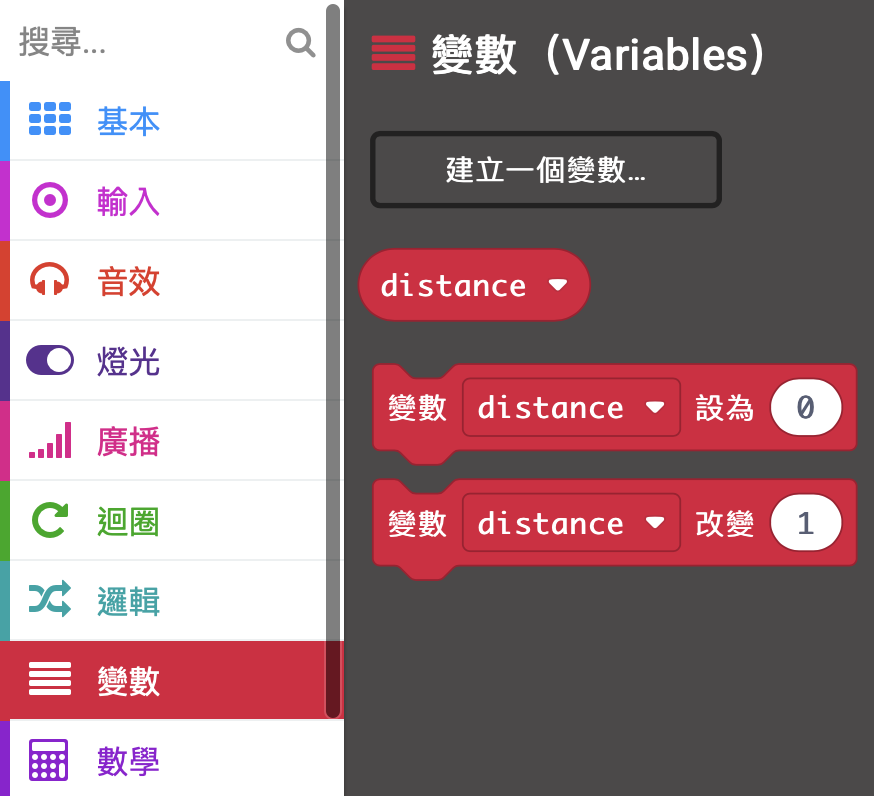 搜尋...
基本
輸入
音效
燈光
廣播
迴圈
邏輯
變數
數學
變數（Variables）
建立一個變數...
distance
變數 distance 設為 0
變數 distance 改變 1